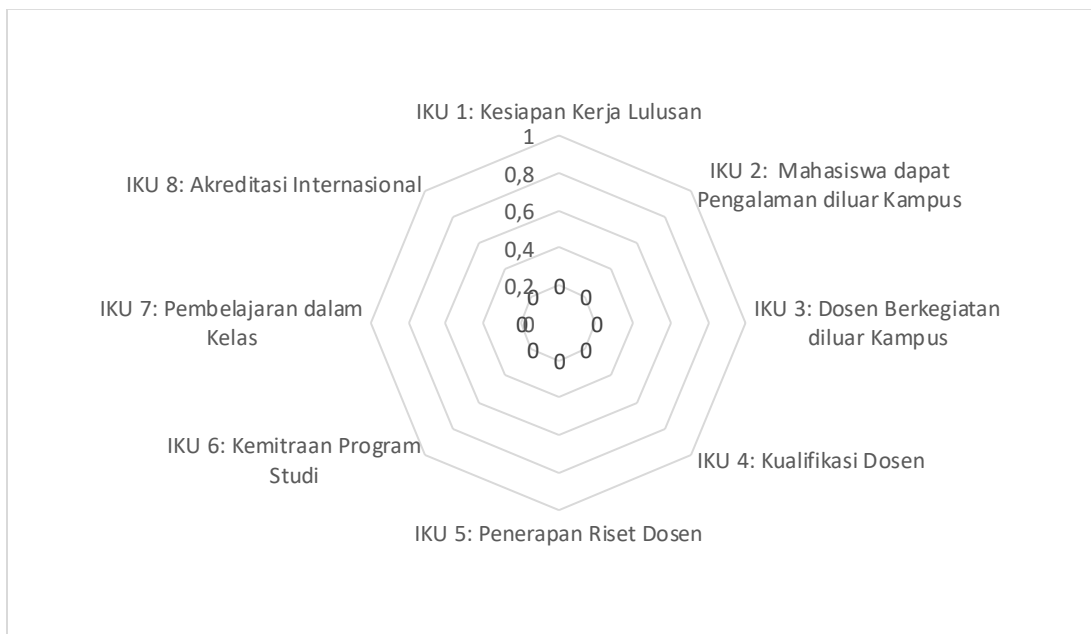 IKU 1: Kesiapan Kerja Lulusan
1
IKU 2: Mahasiswa dapat
Pengalaman diluar Kampus
IKU 8: Akreditasi Internasional
0,8
0,6
0,4
0,2
0
0
0
0
0
0
0
0
0
IKU 7: Pembelajaran dalam
Kelas
IKU 3: Dosen Berkegiatan
diluar Kampus
IKU 6: Kemitraan Program
Studi
IKU 4: Kualifikasi Dosen
IKU 5: Penerapan Riset Dosen